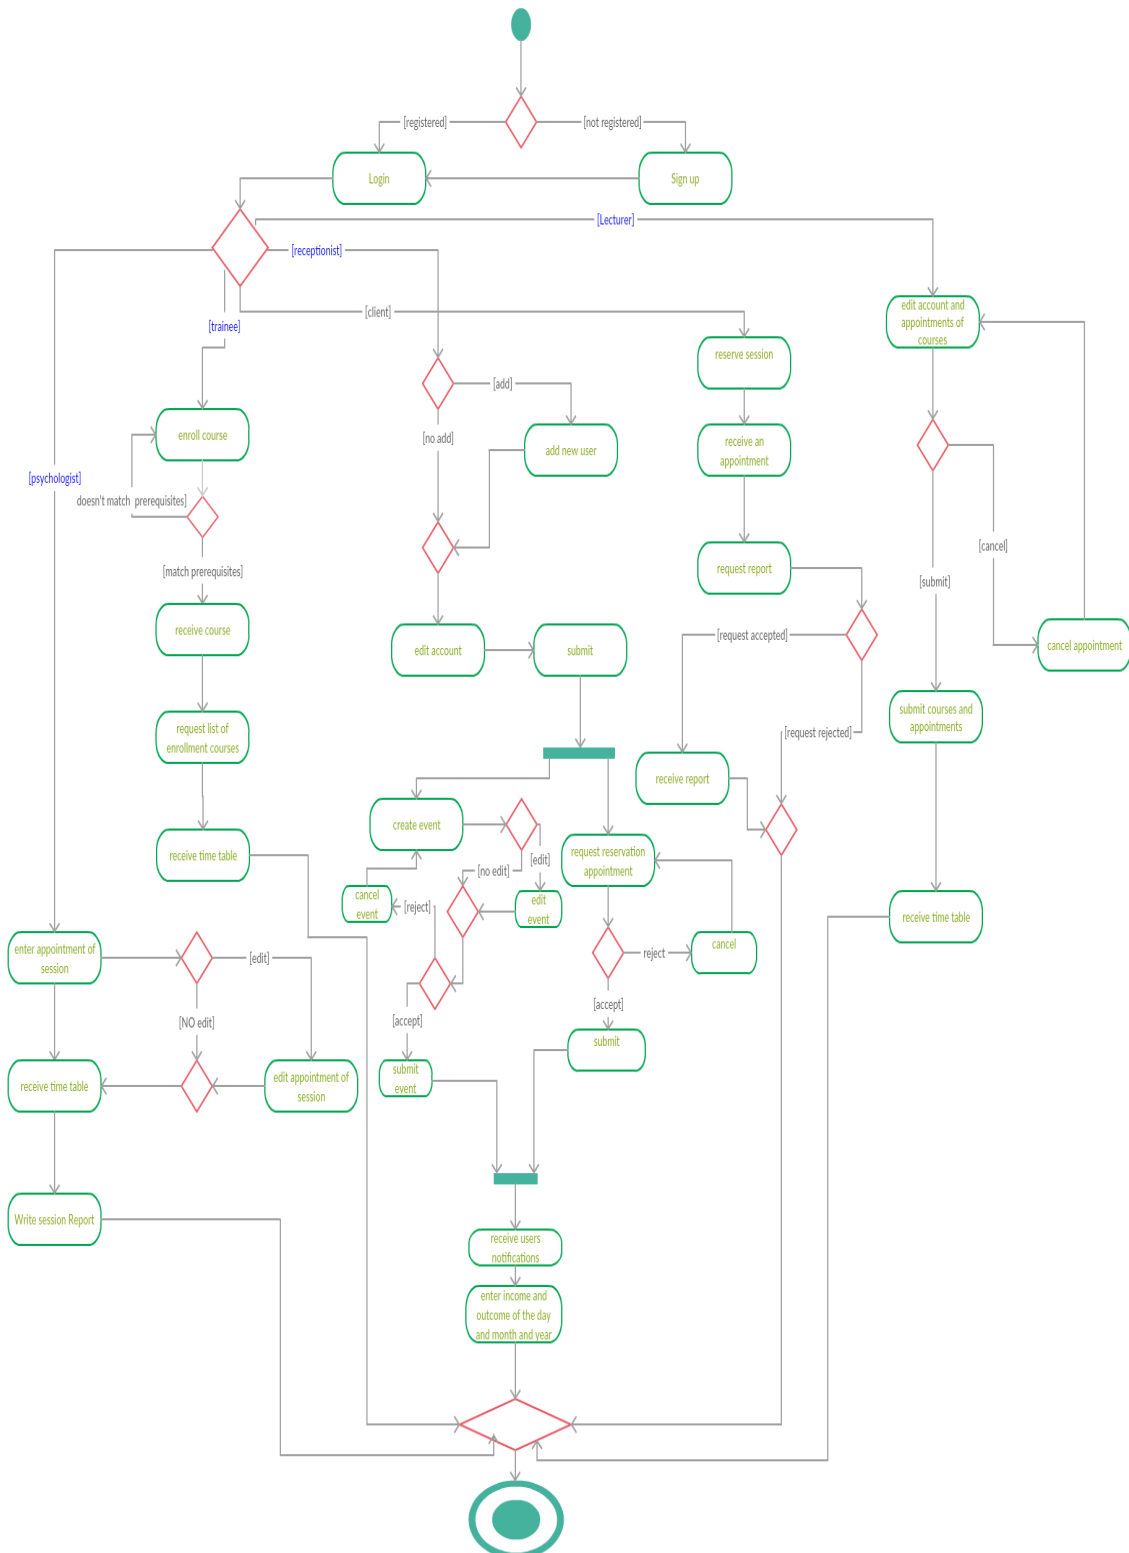 [registered]
[not registered]
Login
Sign up
[Lecturer]
[receptionist]
[client]
[trainee]
edit account and
appointments of
courses
reserve session
[add]
enroll course
[no add]
add new user
receive an
appointment
[psychologist]
doesn't match  prerequisites]
[cancel]
[match prerequisites]
request report
[submit]
receive course
[request accepted]
edit account
submit
cancel appointment
submit courses and
appointments
request list of
enrollment courses
[request rejected]
receive report
create event
receive time table
request reservation
appointment
[edit]
[no edit]
cancel
event
[reject]
edit
event
receive time table
enter appointment of
session
[edit]
reject
cancel
[accept]
[NO edit]
[accept]
submit
submit
event
receive time table
edit appointment of
session
Write session Report
receive users
notifications
enter income and
outcome of the day
and month and year